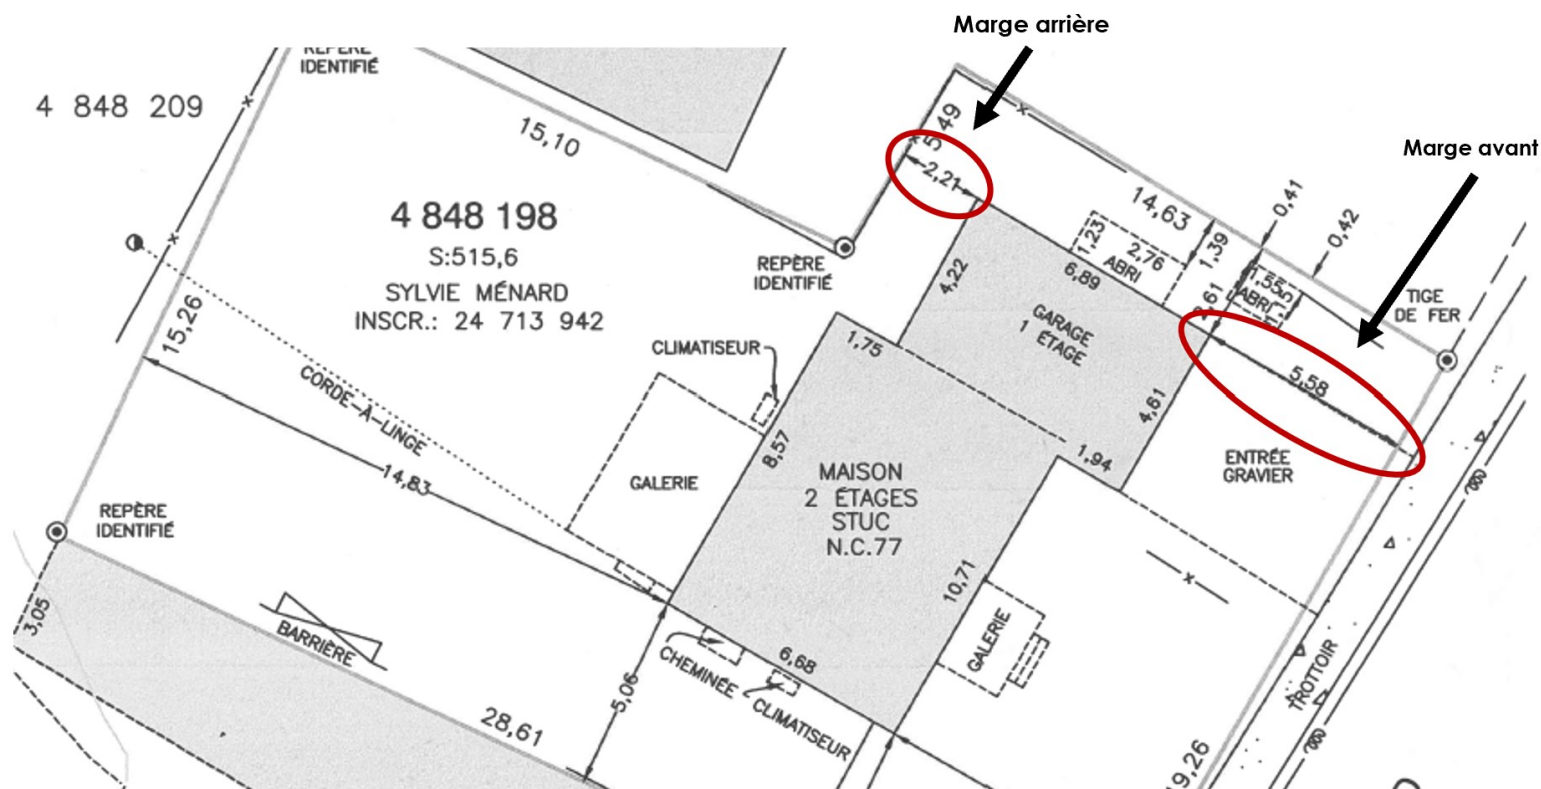 Marge arrière
Marge avant
REPÈRE
IDENTIFIÉ
4 848 209
15,10
5,49
2,21
14,63
0,41
0,42
1,39
1,23
2,76
ABRI
1,55
ABRI
TIGE
DE FER
4 848 198
S:515,6
SYLVIE MÉNARD
INSCR.: 24 713 942
REPÈRE
IDENTIFIÉ
15,26
4,22
6,89
GARAGE
1 ÉTAGE
5,58
4,61
CLIMATISEUR
1,75
CORDE-A-LINGE
8,57
1,94
ENTRÉE
GRAVIER
14,83
GALERIE
MAISON
2 ÉTAGES
STUC
N.C.77
REPÈRE
IDENTIFIÉ
3,05
BARRIÈRE
10,71
GALERIE
CHEMINÉE
6,68
CLIMATISEUR
5,06
28,61
TROTTOIR